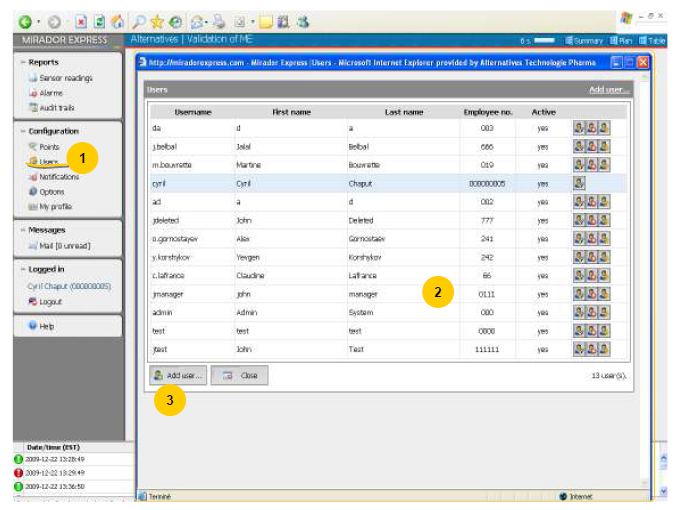 MIRADOR EXPRESS
Alternatives | Validation of ME
6 s.
Summary
Plan
Table
Reports
Sensor readings
Alarms
Audit trails
Configuration
Points
Users
1
Notifications
Options
My profile
Messages
Mail [0 unread]
Logged in
Cyril Chaput (000000005)
Logout
Help
http://miradorexpress.com - Mirador Express |Users - Microsoft Internet Explorer provided by Alternatives Technologie Pharma
Users
Add user...
Username First name Last name Employee no. Active
da d a 003 yes
j.belbal Jalal Belbal 666 yes
m.bouvrette Martine Bouvrette 019 yes
cyril Cyril Chaput 000000005 yes
ad a d 002 yes
jdeleted John Deleted 777 yes
o.gornostayev Alex Gornostaev 241 yes
y.korshykov Yevgen Korshykov 242 yes
c.lafrance Claudine Lafrance 66 yes
jmanager john manager 0111 yes
2
admin Admin System 000 yes
test test test 0808 yes
jtest John Test 111111 yes
Add user...
Close
13 user(s).
3
Date/time (EST)
2009-12-22 13:28:49
2009-12-22 13:29:49
2009-12-22 13:36:50
Terminé
Internet